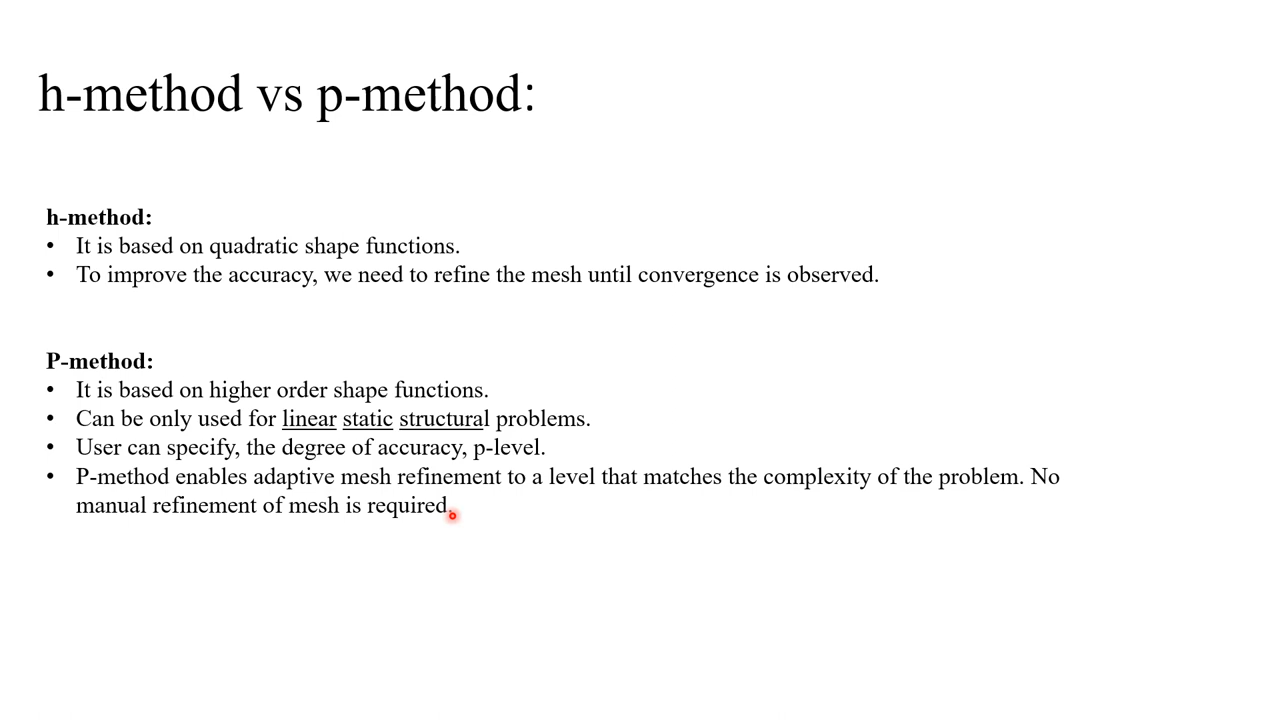 h-method vs p-method:
h-method:
• It is based on quadratic shape functions.
• To improve the accuracy, we need to refine the mesh until convergence is observed.
P-method:
• It is based on higher order shape functions.
• Can be only used for linear static structural problems.
• User can specify, the degree of accuracy, p-level.
• P-method enables adaptive mesh refinement to a level that matches the complexity of the problem. No
manual refinement of mesh is required.